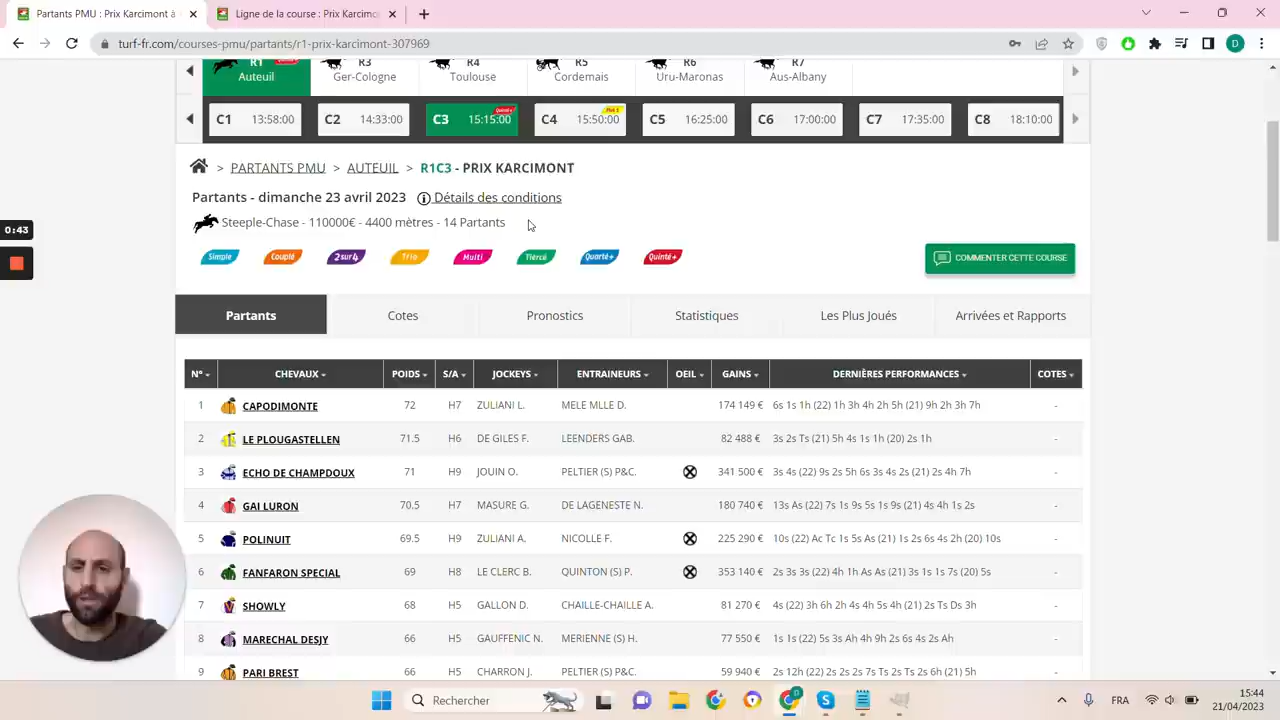 Partants PMU : Prix Karcimont à
Prix Karcimont : Les Pronostics
turf-fr.com/courses-pmu/partants/r1-prix-karcimont-307969
D
R1 Auteuil
R3 Ger-Cologne
R4 Toulouse
R5 Cordemais
R6 Uru-Maronas
R7 Aus-Albany
C1 13:58:00
C2 14:33:00
C3 15:15:00
C4 15:50:00
C5 16:25:00
C6 17:00:00
C7 17:35:00
C8 18:10:00
> PARTANTS PMU > AUTEUIL > R1C3 - PRIX KARCIMONT
Partants - dimanche 23 avril 2023 Détails des conditions
0:43
Steeple-Chase - 110000€ - 4400 mètres - 14 Partants
Simple Couplé 2sur4 Trio Multi Tiercé Quarté+ Quinté+
COMMENTER CETTE COURSE
Partants Cotes Pronostics Statistiques Les Plus Joués Arrivées et Rapports
N° CHEVAUX POIDS S/A JOCKEYS ENTRAINEURS OEIL GAINS DERNIÈRES PERFORMANCES COTES
1 CAPODIMONTE 72 H7 ZULIANI L. MELE MLLE D. 174 149 € 6s 1s 1h (22) 1h 3h 4h 2h 5h (21) 9h 2h 3h 7h -
2 LE PLOUGASTELLEN 71.5 H6 DE GILES F. LEENDERS GAB. 82 488 € 3s 2s Ts (21) 5h 4s 1s 1h (20) 2s 1h -
3 ECHO DE CHAMPDOUX 71 H9 JOUIN O. PELTIER (S) P&C. 341 500 € 3s 4s (22) 9s 2s 5h 6s 3s 4s 2s (21) 2s 4h 7h -
4 GAI LURON 70.5 H7 MASURE G. DE LAGENESTE N. 180 740 € 13s As (22) 7s 1s 9s 5s 1s 9s (21) 4s 4h 1s 2s -
5 POLINUIT 69.5 H9 ZULIANI A. NICOLLE F. 225 290 € 10s (22) Ac Tc 1s 5s As (21) 1s 2s 6s 4s 2h (20) 10s -
6 FANFARON SPECIAL 69 H8 LE CLERC B. QUINTON (S) P. 353 140 € 2s 3s 3s (22) 4h 1h As As (21) 3s 1s 1s 7s (20) 5s -
7 SHOWLY 68 H5 GALLON D. CHAILLE-CHAILLE A. 81 270 € 4s (22) 3h 6h 2s 4s 4s 5s 4h (21) 2s Ts Ds 3h -
8 MARECHAL DESJY 66 H5 GAUFFENIC N. MERIENNE (S) H. 77 550 € 1s 1s (22) 5s 3s Ah 4h 9h 2s 6s 4s 2s Ah -
9 PARI BREST 66 H5 CHARRON J. PELTIER (S) P&C. 59 940 € 2s 12h (22) 2s 2s 2s 7s Ts 2s Ts 2s 6h (21) 5h -
Rechercher
FRA
15:44
21/04/2023